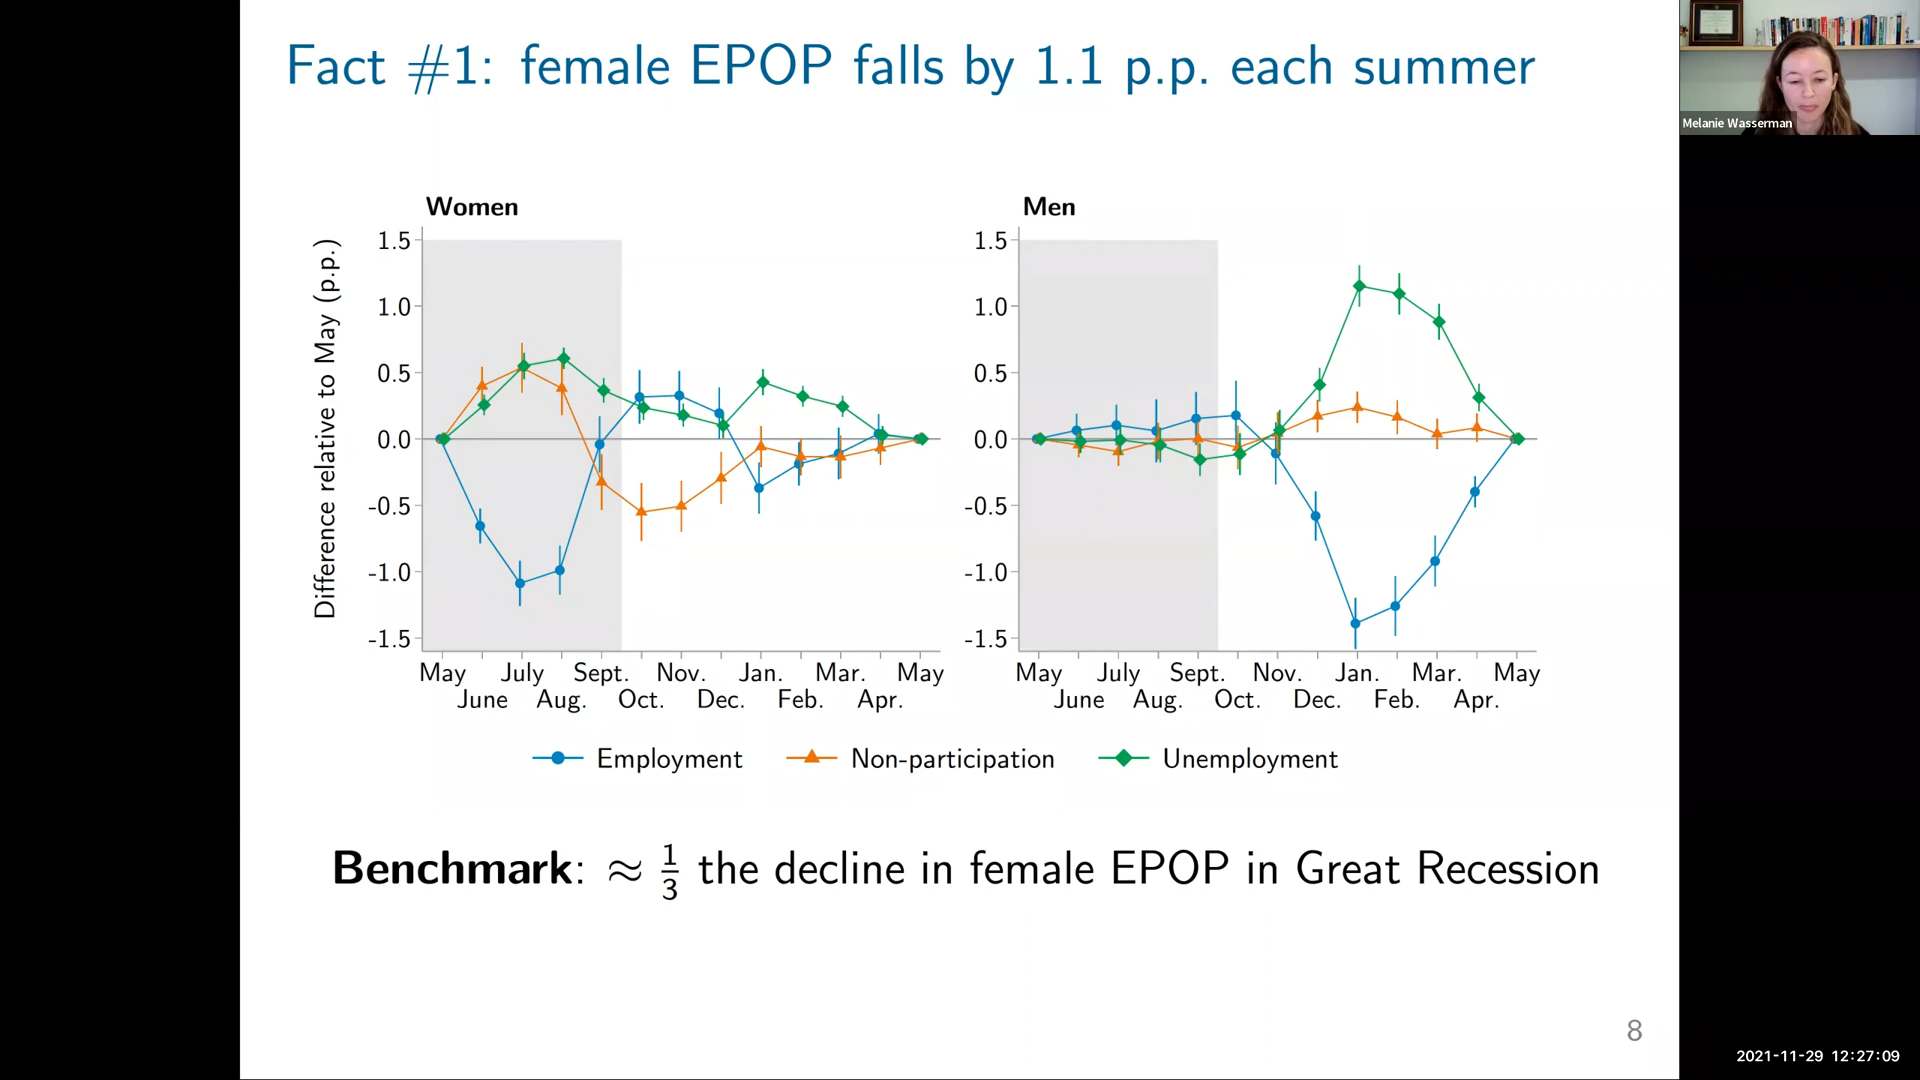 Fact #1: female EPOP falls by 1.1 p.p. each summer
Melanie Wasserman
Women
Men
Difference relative to May (p.p.)
1.5
1.0
0.5
0.0
-0.5
-1.0
-1.5
May July Sept. Nov. Jan. Mar. May
June Aug. Oct. Dec. Feb. Apr.
1.5
1.0
0.5
0.0
-0.5
-1.0
-1.5
May July Sept. Nov. Jan. Mar. May
June Aug. Oct. Dec. Feb. Apr.
Employment Non-participation Unemployment
Benchmark: ≈ 1/3 the decline in female EPOP in Great Recession
8
2021-11-29 12:27:09